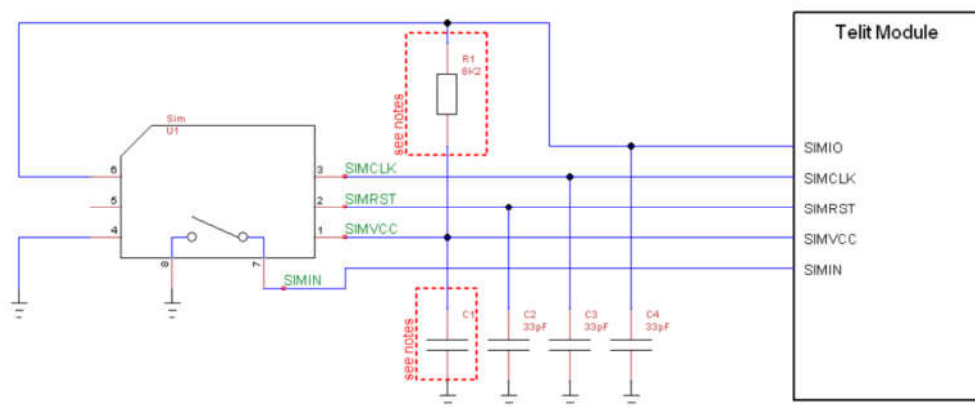 Telit Module
R1
8K2
see notes
Sim
U1
6
5
4
3
2
1
8
7
SIMCLK
SIMRST
SIMVCC
SIMIN
SIMIO
SIMCLK
SIMRST
SIMVCC
SIMIN
see notes
C1
C2
33pF
C3
33pF
C4
33pF